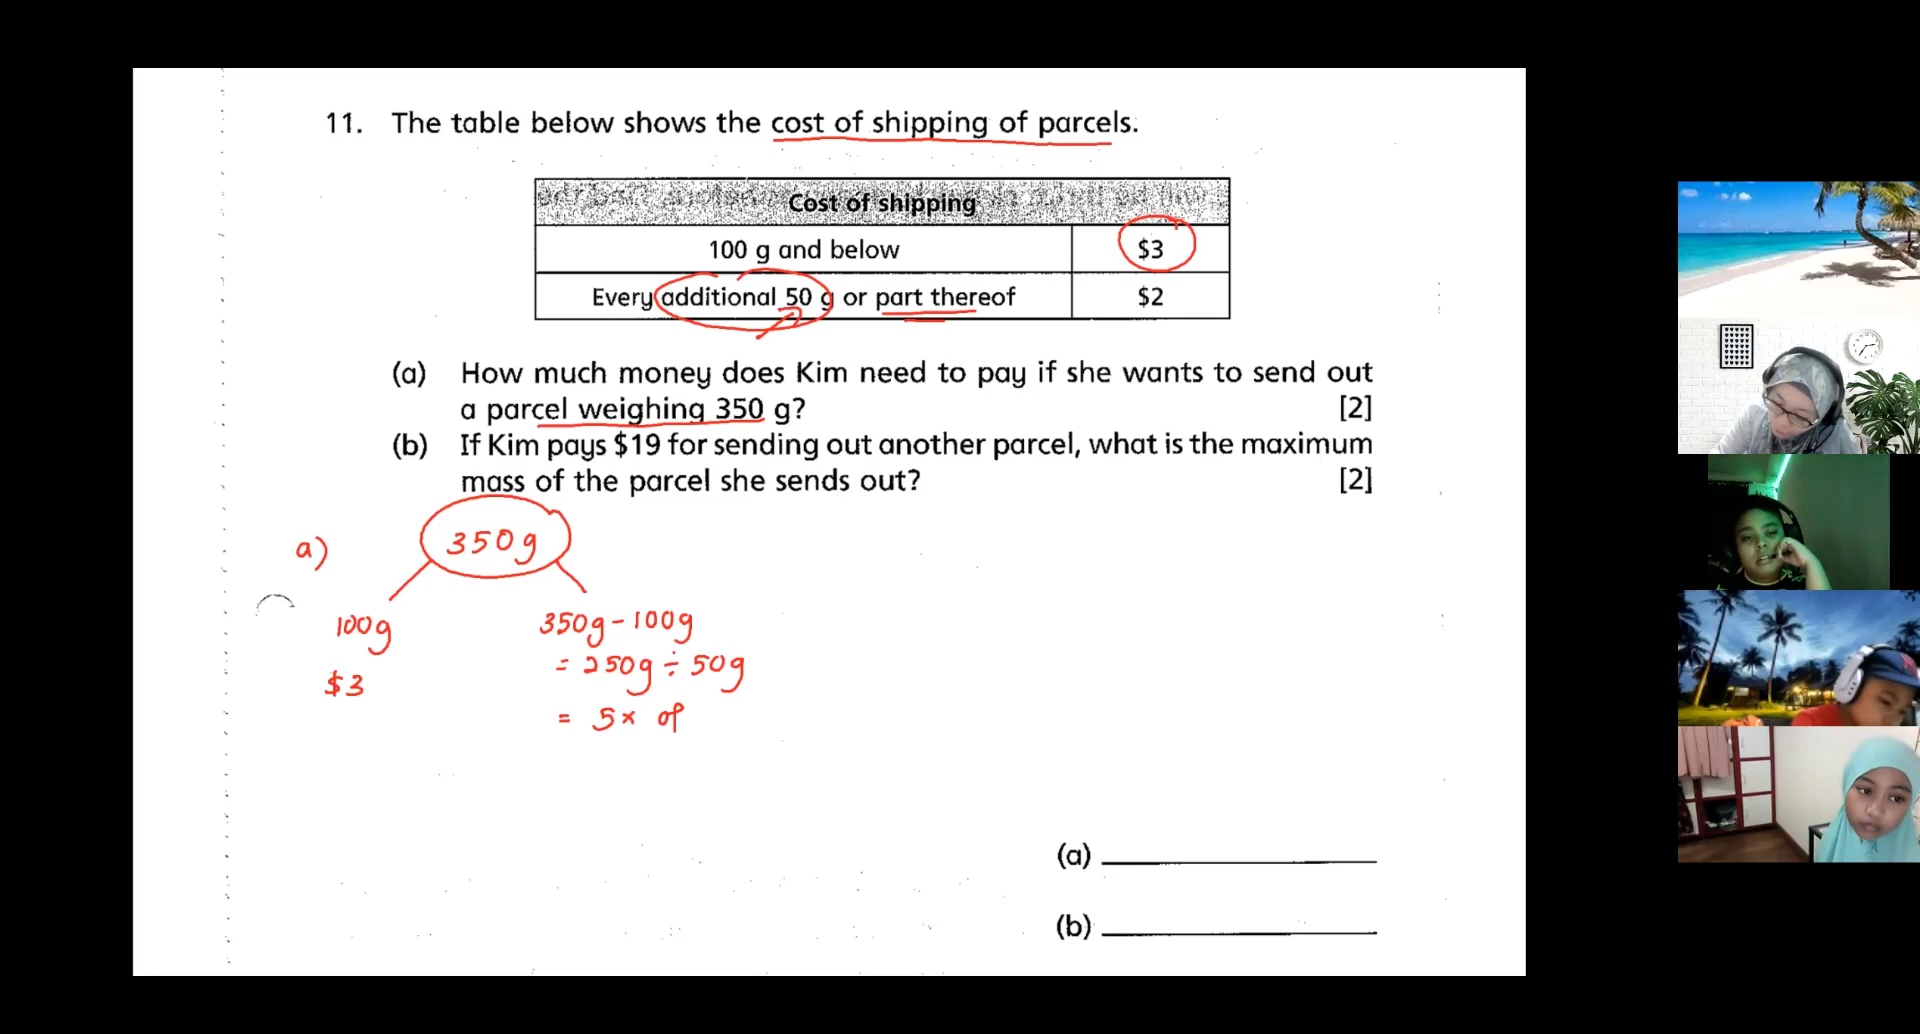 11. The table below shows the cost of shipping of parcels.
Cost of shipping
100 g and below $3
Every additional 50 g or part thereof $2
(a) How much money does Kim need to pay if she wants to send out
a parcel weighing 350 g? [2]
(b) If Kim pays $19 for sending out another parcel, what is the maximum
mass of the parcel she sends out? [2]
a) 350g
100g 350g - 100g
= 250g ÷ 50g
$3
= 5x of
(a)
(b)